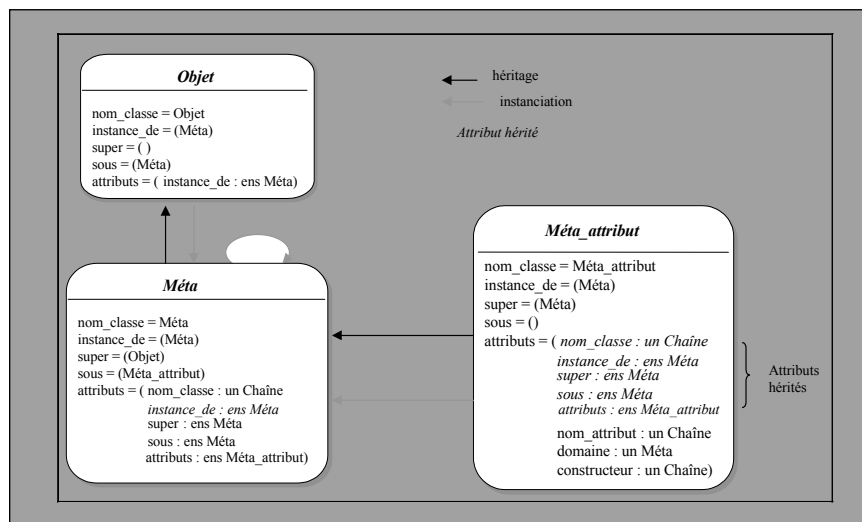 Objet
nom_classe = Objet
instance_de = (Méta)
super = ( )
sous = (Méta)
attributs = ( instance_de : ens Méta)
héritage
instanciation
Attribut hérité
Méta
nom_classe = Méta
instance_de = (Méta)
super = (Objet)
sous = (Méta_attribut)
attributs = ( nom_classe : un Chaîne
instance_de : ens Méta
super : ens Méta
sous : ens Méta
attributs : ens Méta_attribut)
Méta_attribut
nom_classe = Méta_attribut
instance_de = (Méta)
super = (Méta)
sous = ()
attributs = ( nom_classe : un Chaîne
instance_de : ens Méta
super : ens Méta
sous : ens Méta
attributs : ens Méta_attribut
nom_attribut : un Chaîne
domaine : un Méta
constructeur : un Chaîne)
Attributs
hérités